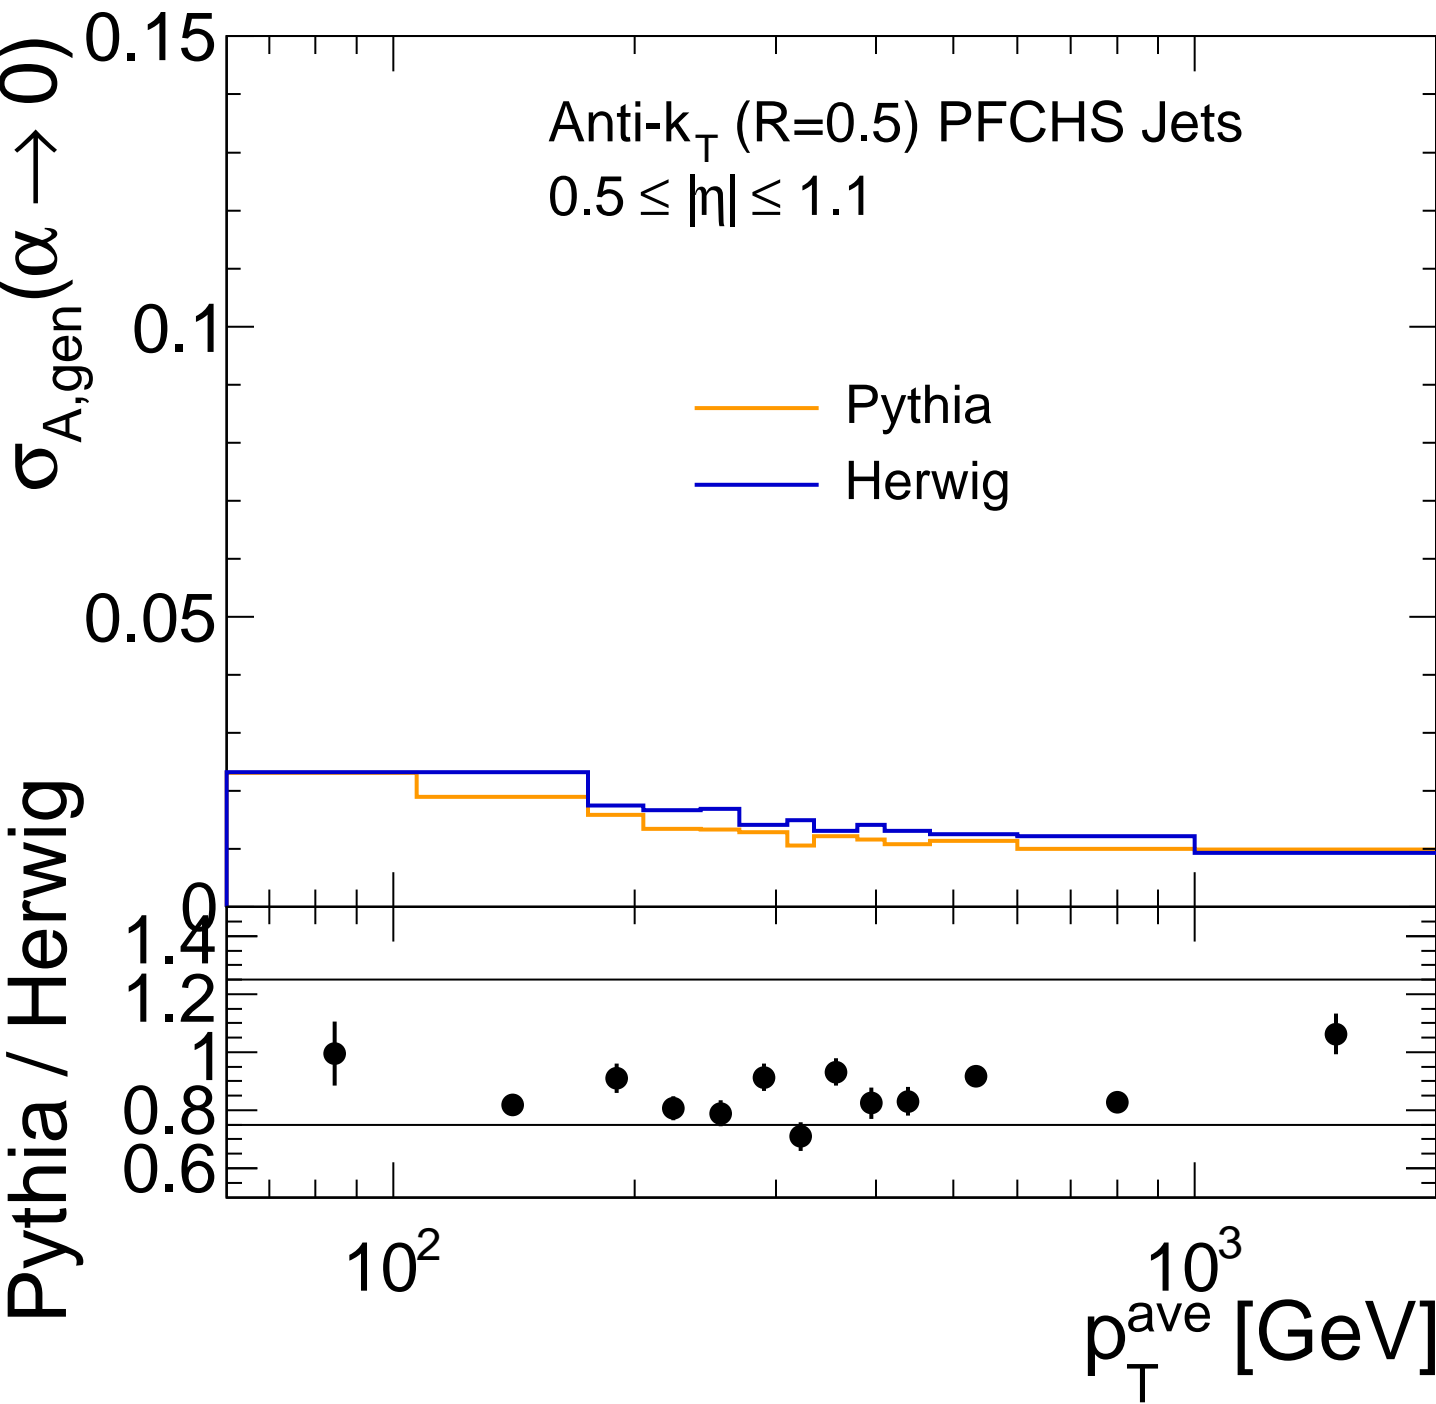 σ_A,gen(α → 0)
0.15
0.1
0.05
0
Anti-k_T (R=0.5) PFCHS Jets
0.5 ≤ |η| ≤ 1.1
Pythia
Herwig
Pythia / Herwig
1.4
1.2
1
0.8
0.6
10^2
10^3
p_T^ave [GeV]